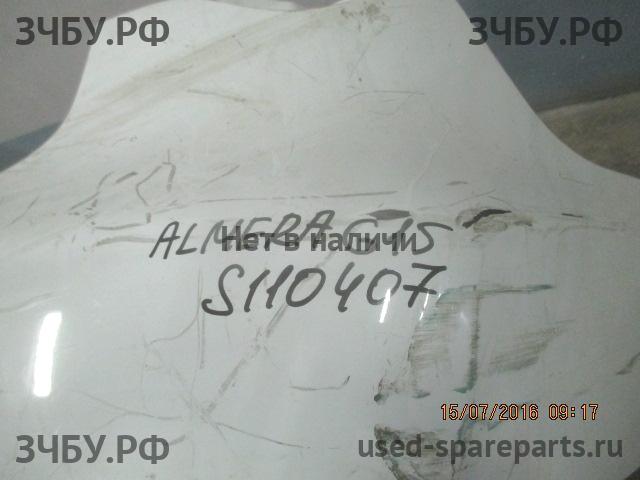 ЗЧБУ.РФ ЗЧБУ.РФ
ALMERA G15
Нет в наличии
S110407
15/07/2016 09:17
ЗЧБУ.РФ used-spareparts.ru